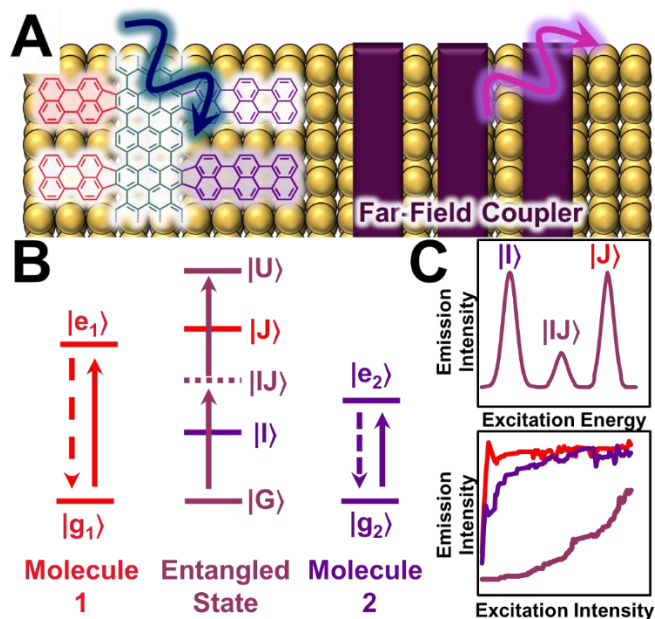 A
Far-Field Coupler
B
|U⟩
|J⟩
|e₁⟩
|IJ⟩
|e₂⟩
|I⟩
|g₁⟩
|G⟩
|g₂⟩
Molecule
1
Entangled
State
Molecule
2
C
|I⟩
|J⟩
|IJ⟩
Emission
Intensity
Excitation Energy
Emission
Intensity
Excitation Intensity